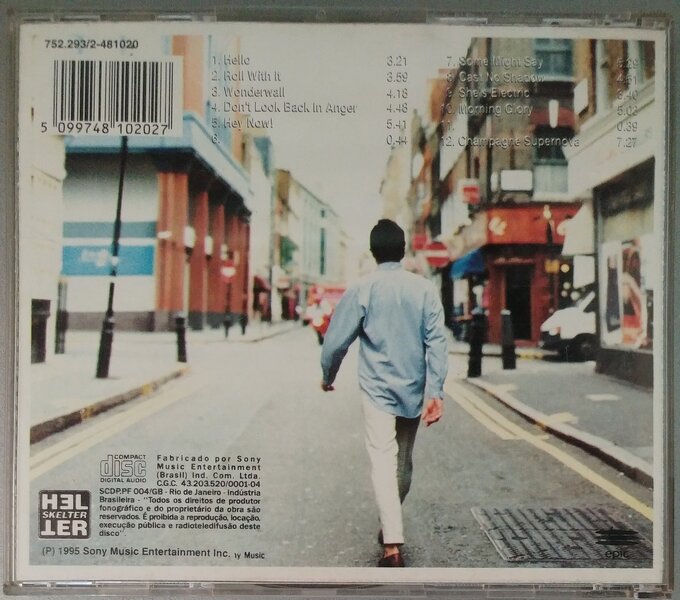 752.293/2-481020
5 099748 102027
1. Hello 3.21
2. Roll With It 3.59
3. Wonderwall 4.18
4. Don't Look Back In Anger 4.48
5. Hey Now! 5.41
6. 0.44
7. Some Might Say 5.29
8. Cast No Shadow 4.51
9. She's Electric 3.40
10. Morning Glory 5.03
11. 0.39
12. Champagne Supernova 7.27
COMPACT
disc
DIGITAL AUDIO
Fabricado por Sony
Music Entertainment
(Brasil) Ind. Com. Ltda.
C.G.C. 43.203.520/0001-04
SCDP.PF 004/GB - Rio de Janeiro - Indústria
Brasileira - "Todos os direitos de produtor
fonográfico e do proprietário da obra são
reservados. É proibida a reprodução, locação,
execução pública e radioteledifusão deste
disco".
HEL
SKELTER
TER
(P) 1995 Sony Music Entertainment Inc. Music
epic